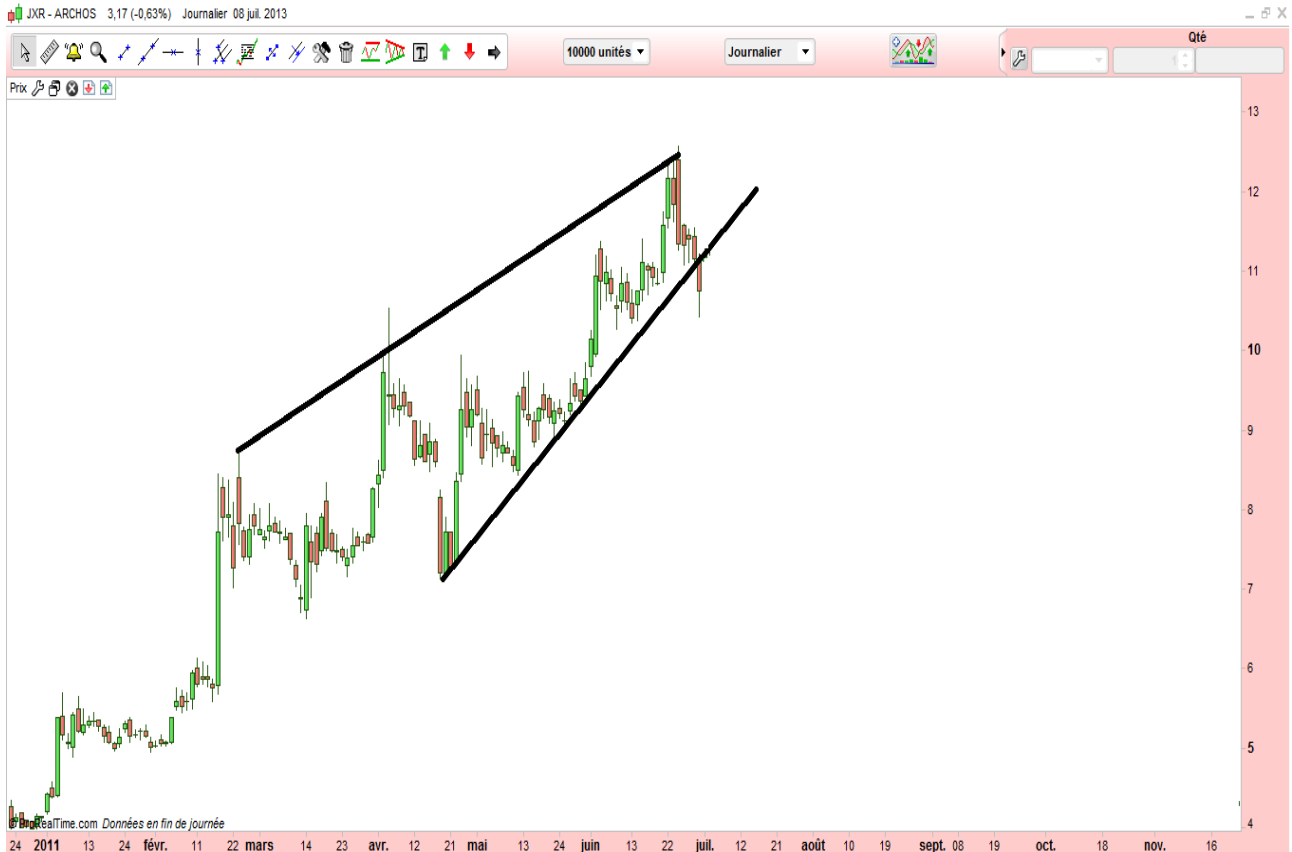 JXR - ARCHOS 3,17 (-0,63%) Journalier 08 juil. 2013
Qté
10000 unités Journalier
1
Prix
13
12
11
10
9
8
7
6
5
4
Données en fin de journée
24 2011 13 24 févr. 11 22 mars 14 23 avr. 12 21 mai 13 24 juin 13 22 juil. 12 21 août 10 19 sept. 08 19 oct. 18 nov. 16